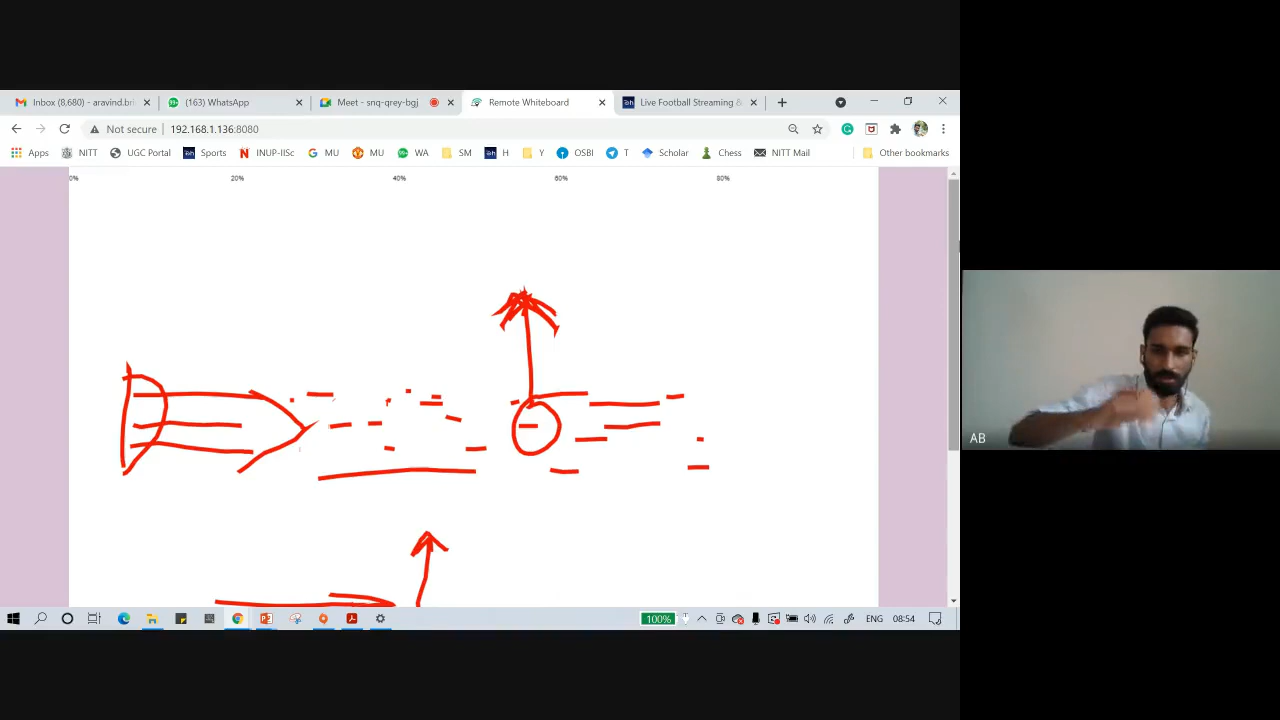 Inbox (8,680) - aravind.bri
(163) WhatsApp
Meet - snq-qrey-bgj
Remote Whiteboard
Live Football Streaming &
Not secure | 192.168.1.136:8080
Apps NITT UGC Portal Sports INUP-IISc MU MU WA SM H Y OSBI T Scholar Chess NITT Mail Other bookmarks
0% 20% 40% 60% 80%
AB
100% ENG 08:54